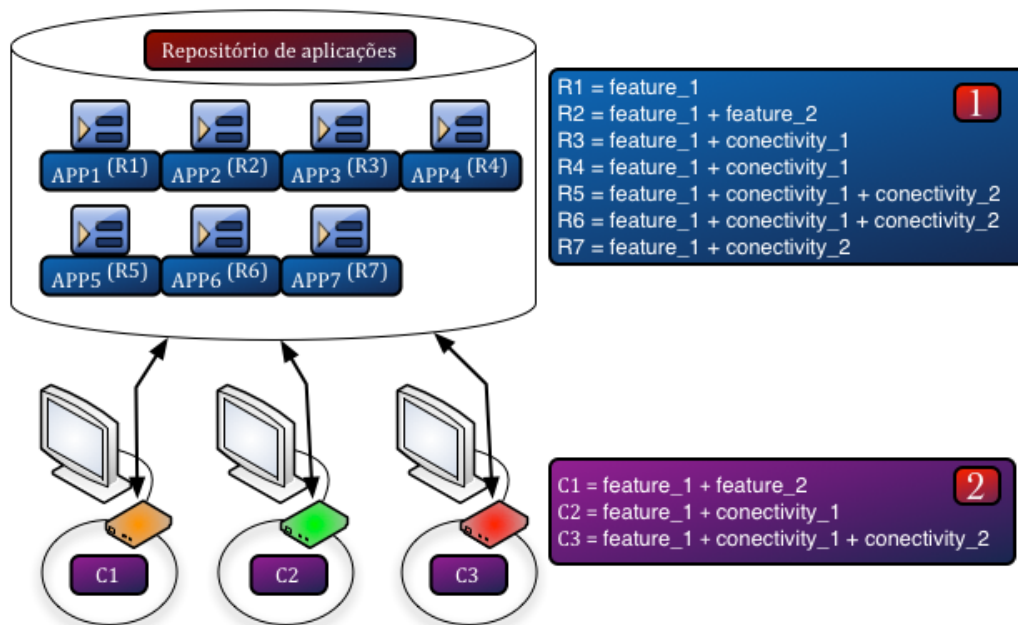 Repositório de aplicações
APP1 (R1)
APP2 (R2)
APP3 (R3)
APP4 (R4)
APP5 (R5)
APP6 (R6)
APP7 (R7)
1
R1 = feature_1
R2 = feature_1 + feature_2
R3 = feature_1 + conectivity_1
R4 = feature_1 + conectivity_1
R5 = feature_1 + conectivity_1 + conectivity_2
R6 = feature_1 + conectivity_1 + conectivity_2
R7 = feature_1 + conectivity_2
C1
C2
C3
2
C1 = feature_1 + feature_2
C2 = feature_1 + conectivity_1
C3 = feature_1 + conectivity_1 + conectivity_2